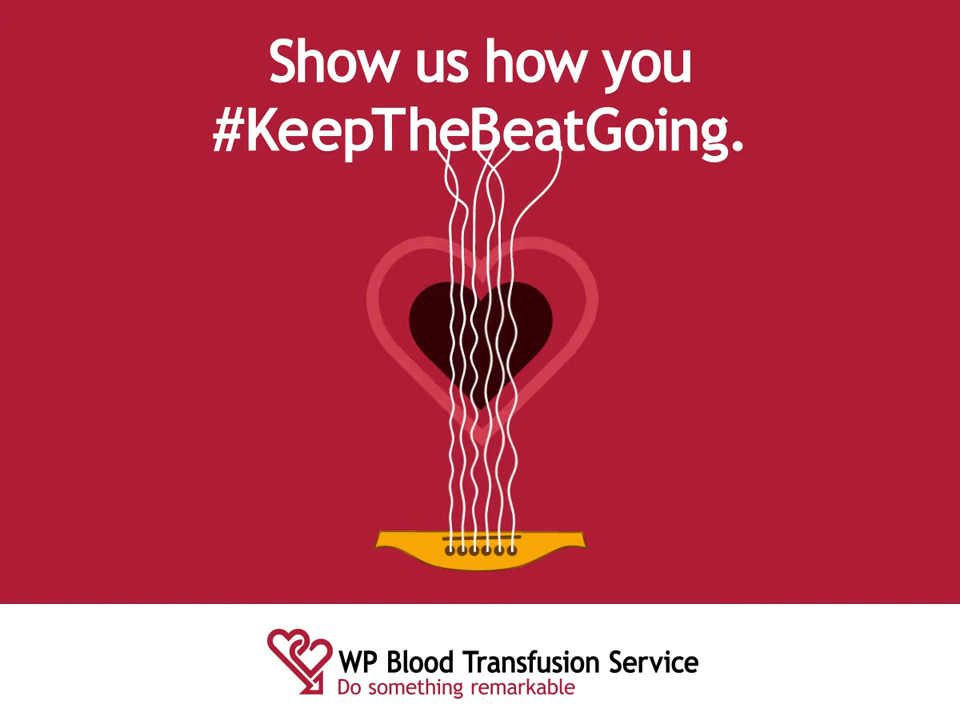 Show us how you
#KeepTheBeatGoing.
WP Blood Transfusion Service
Do something remarkable